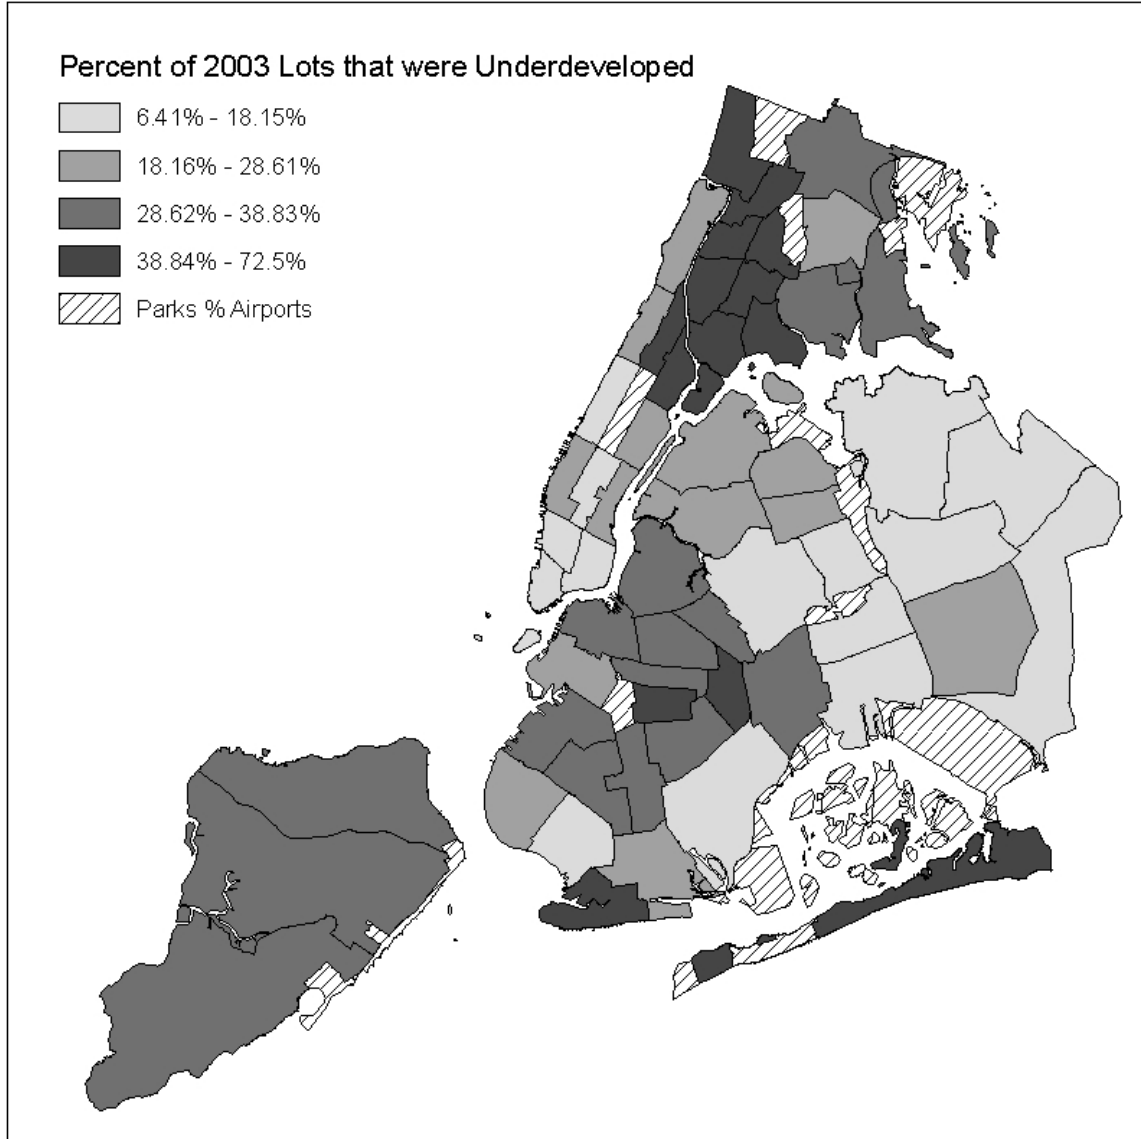 Percent of 2003 Lots that were Underdeveloped
6.41% - 18.15%
18.16% - 28.61%
28.62% - 38.83%
38.84% - 72.5%
Parks % Airports